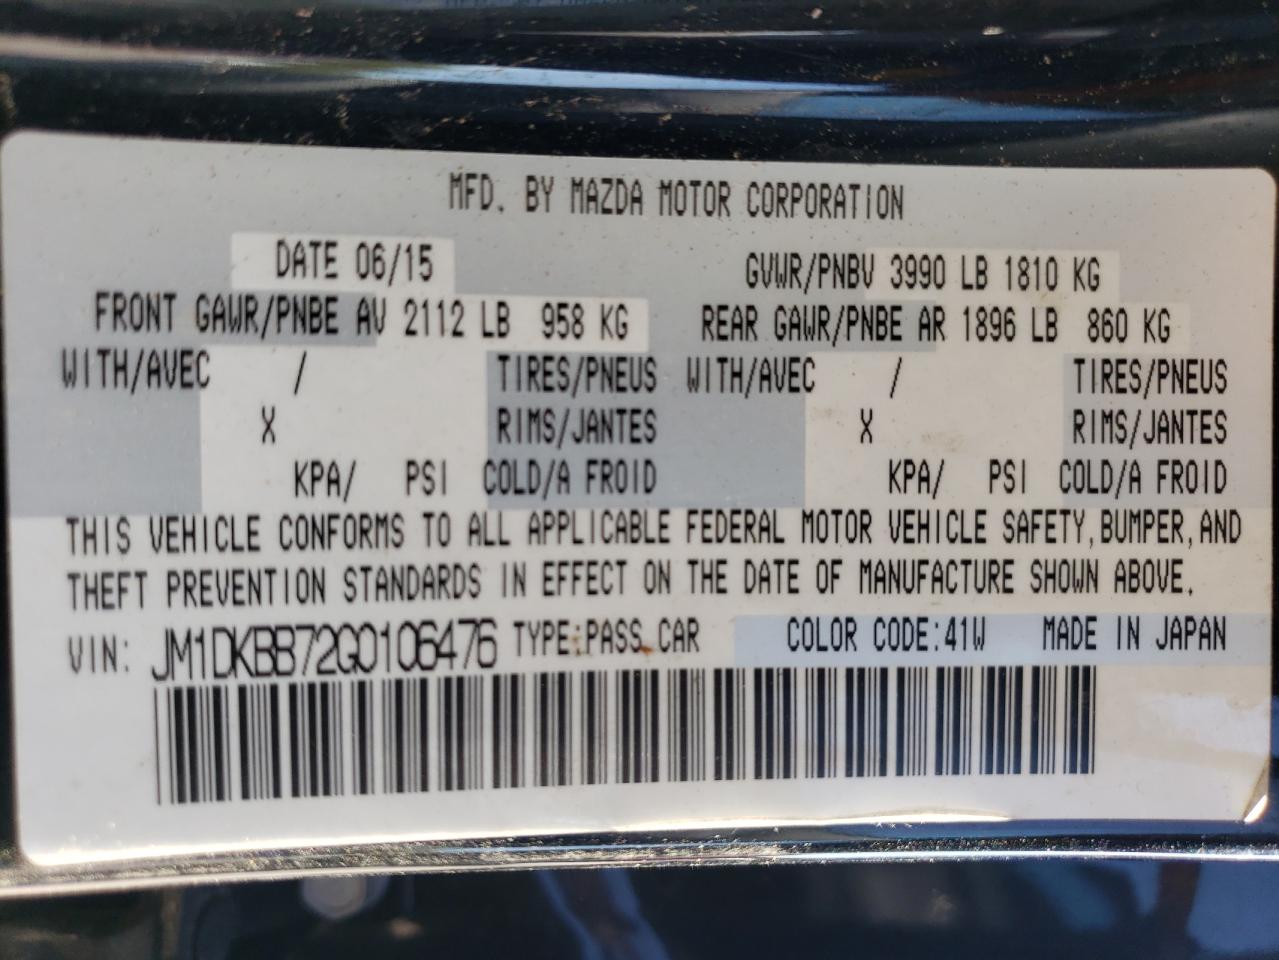 MFD. BY MAZDA MOTOR CORPORATION
DATE 06/15 GVWR/PNBV 3990 LB 1810 KG
FRONT GAWR/PNBE AV 2112 LB 958 KG REAR GAWR/PNBE AR 1896 LB 860 KG
WITH/AVEC / TIRES/PNEUS WITH/AVEC / TIRES/PNEUS
X RIMS/JANTES X RIMS/JANTES
KPA/ PSI COLD/A FROID KPA/ PSI COLD/A FROID
THIS VEHICLE CONFORMS TO ALL APPLICABLE FEDERAL MOTOR VEHICLE SAFETY, BUMPER, AND
THEFT PREVENTION STANDARDS IN EFFECT ON THE DATE OF MANUFACTURE SHOWN ABOVE.
VIN: JM1DKBB72G0106476 TYPE:PASS. CAR COLOR CODE:41W MADE IN JAPAN